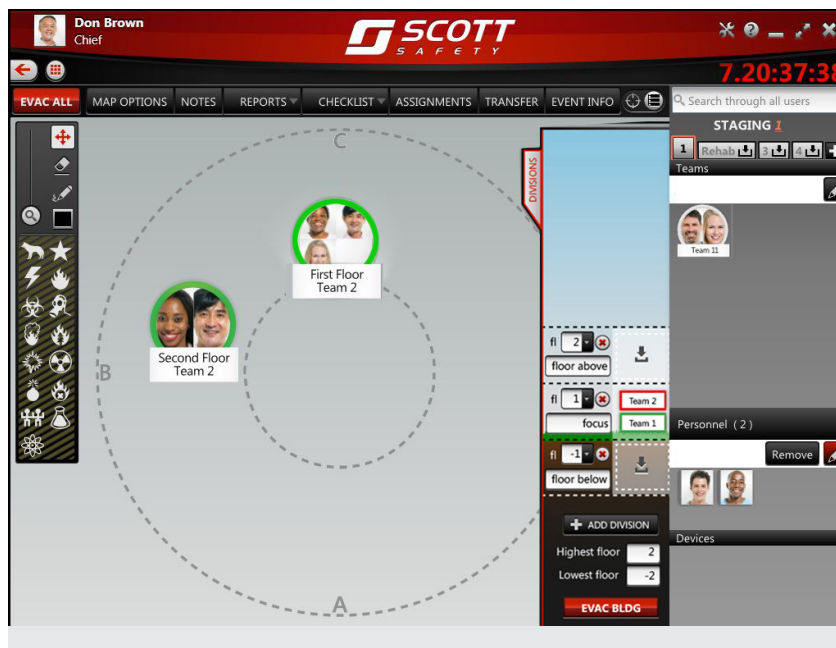 Don Brown
Chief
SCOTT
SAFETY
7.20:37:38
EVAC ALL
MAP OPTIONS
NOTES
REPORTS
CHECKLIST
ASSIGNMENTS
TRANSFER
EVENT INFO
Search through all users
STAGING 1
1
Rehab
3
4
Teams
Team 11
C
DIVISIONS
First Floor
Team 2
Second Floor
Team 2
B
A
fl 2
floor above
fl 1
Team 2
focus
Team 1
fl -1
floor below
ADD DIVISION
Highest floor 2
Lowest floor -2
EVAC BLDG
Personnel (2)
Remove
Devices